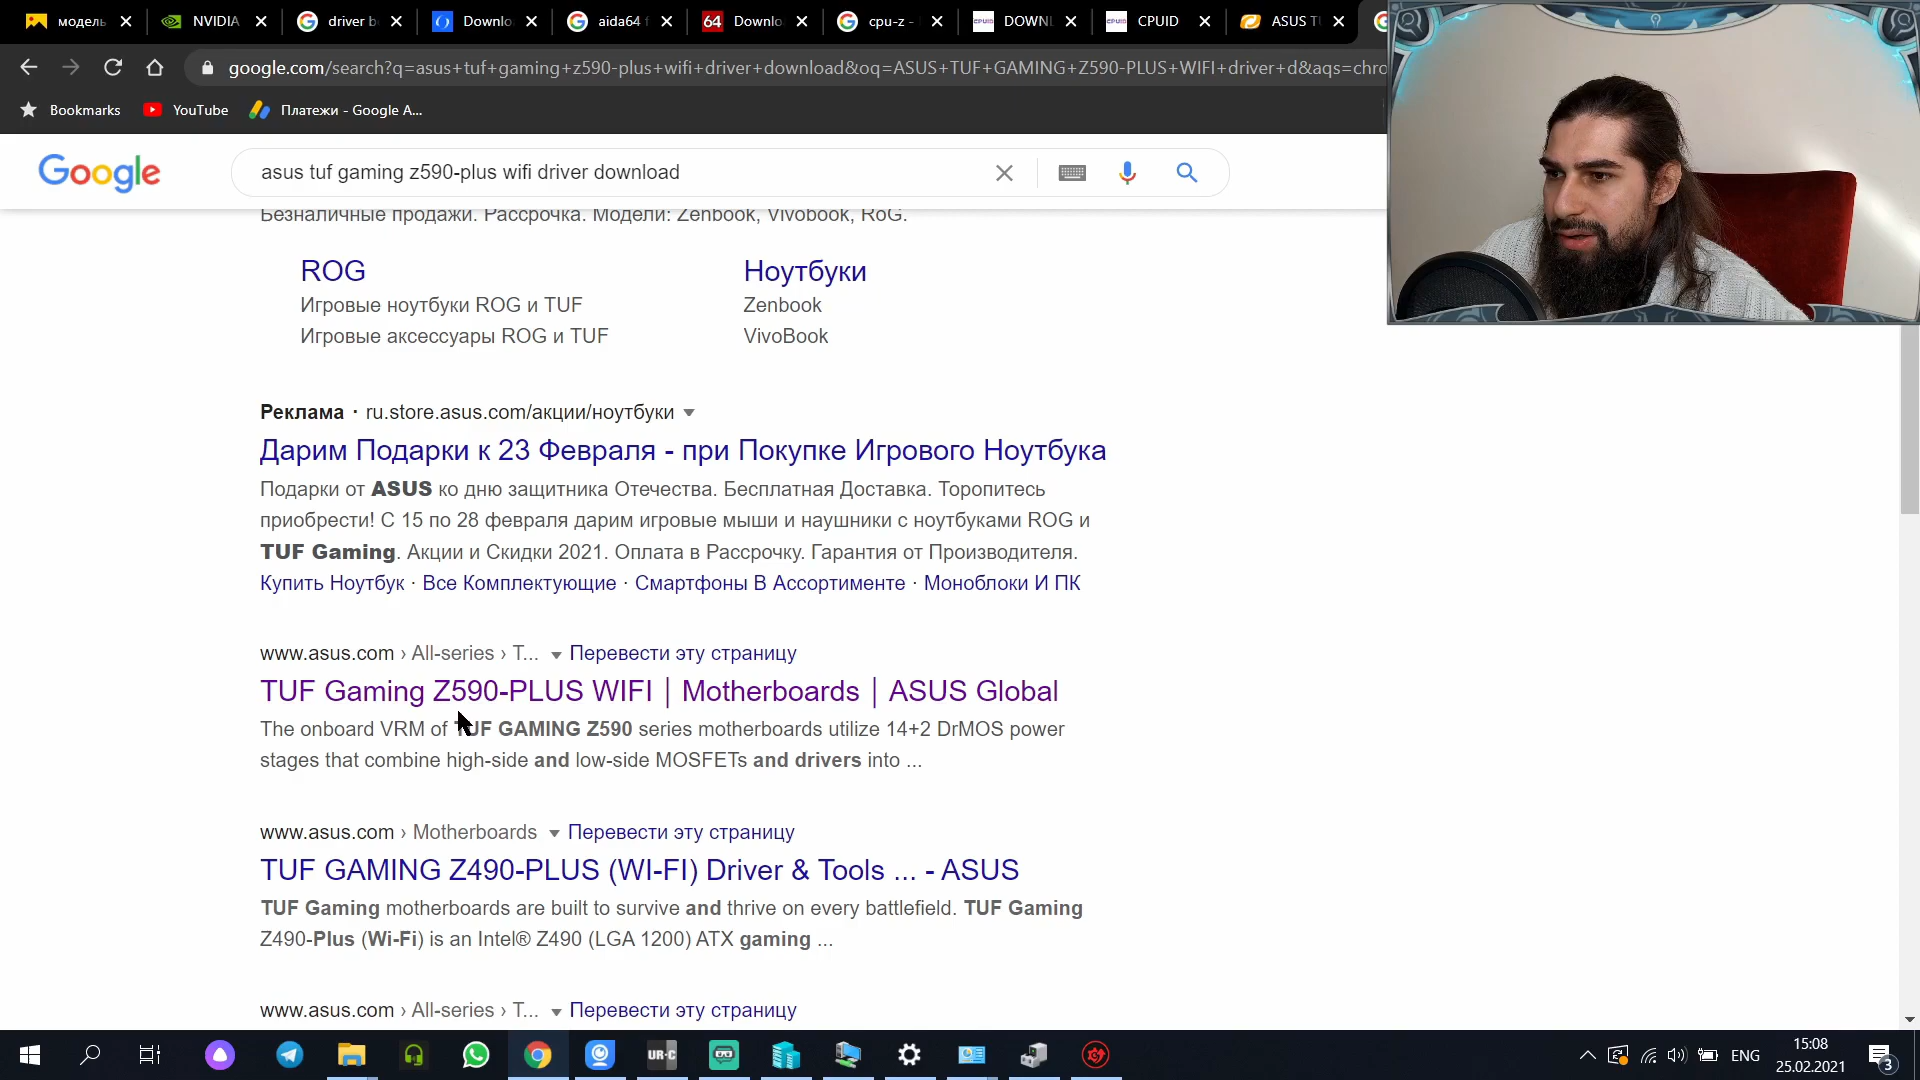 модель
NVIDIA
driver b
Downlo
aida64 f
64
Downlo
cpu-z -
CPUID
DOWNL
CPUID
CPUID
ASUS TU
google.com/search?q=asus+tuf+gaming+z590-plus+wifi+driver+download&oq=ASUS+TUF+GAMING+Z590-PLUS+WIFI+driver+d&aqs=chro
Bookmarks
YouTube
Платежи - Google A...
Google
asus tuf gaming z590-plus wifi driver download
Безналичные продажи. Рассрочка. Модели: Zenbook, Vivobook, RoG.
ROG
Ноутбуки
Игровые ноутбуки ROG и TUF
Zenbook
Игровые аксессуары ROG и TUF
VivoBook
Реклама · ru.store.asus.com/акции/ноутбуки
Дарим Подарки к 23 Февраля - при Покупке Игрового Ноутбука
Подарки от ASUS ко дню защитника Отечества. Бесплатная Доставка. Торопитесь
приобрести! С 15 по 28 февраля дарим игровые мыши и наушники с ноутбуками ROG и
TUF Gaming. Акции и Скидки 2021. Оплата в Рассрочку. Гарантия от Производителя.
Купить Ноутбук · Все Комплектующие · Смартфоны В Ассортименте · Моноблоки И ПК
www.asus.com › All-series › T... Перевести эту страницу
TUF Gaming Z590-PLUS WIFI | Motherboards | ASUS Global
The onboard VRM of TUF GAMING Z590 series motherboards utilize 14+2 DrMOS power
stages that combine high-side and low-side MOSFETs and drivers into ...
www.asus.com › Motherboards Перевести эту страницу
TUF GAMING Z490-PLUS (WI-FI) Driver & Tools ... - ASUS
TUF Gaming motherboards are built to survive and thrive on every battlefield. TUF Gaming
Z490-Plus (Wi-Fi) is an Intel® Z490 (LGA 1200) ATX gaming ...
www.asus.com › All-series › T... Перевести эту страницу
UR-C
ENG
15:08
25.02.2021
3